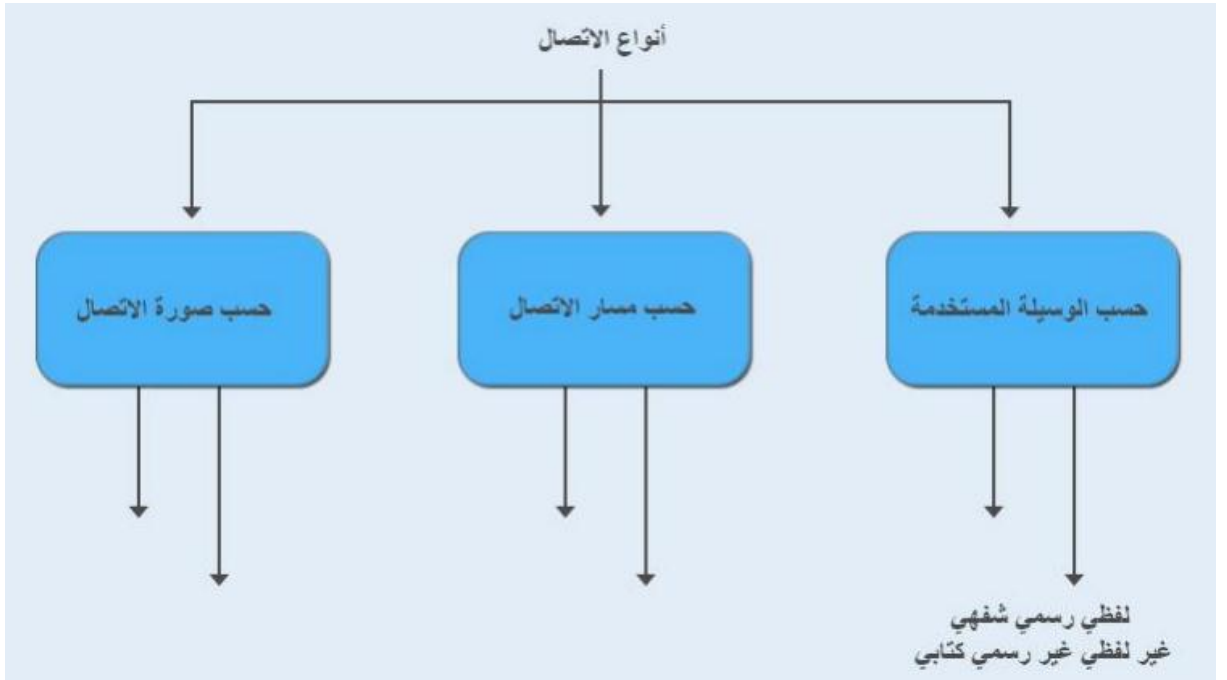 أنواع الاتصال
حسب الوسيلة المستخدمة
حسب مسار الاتصال
حسب صورة الاتصال
لفظي رسمي شفهي
غير لفظي غير رسمي كتابي